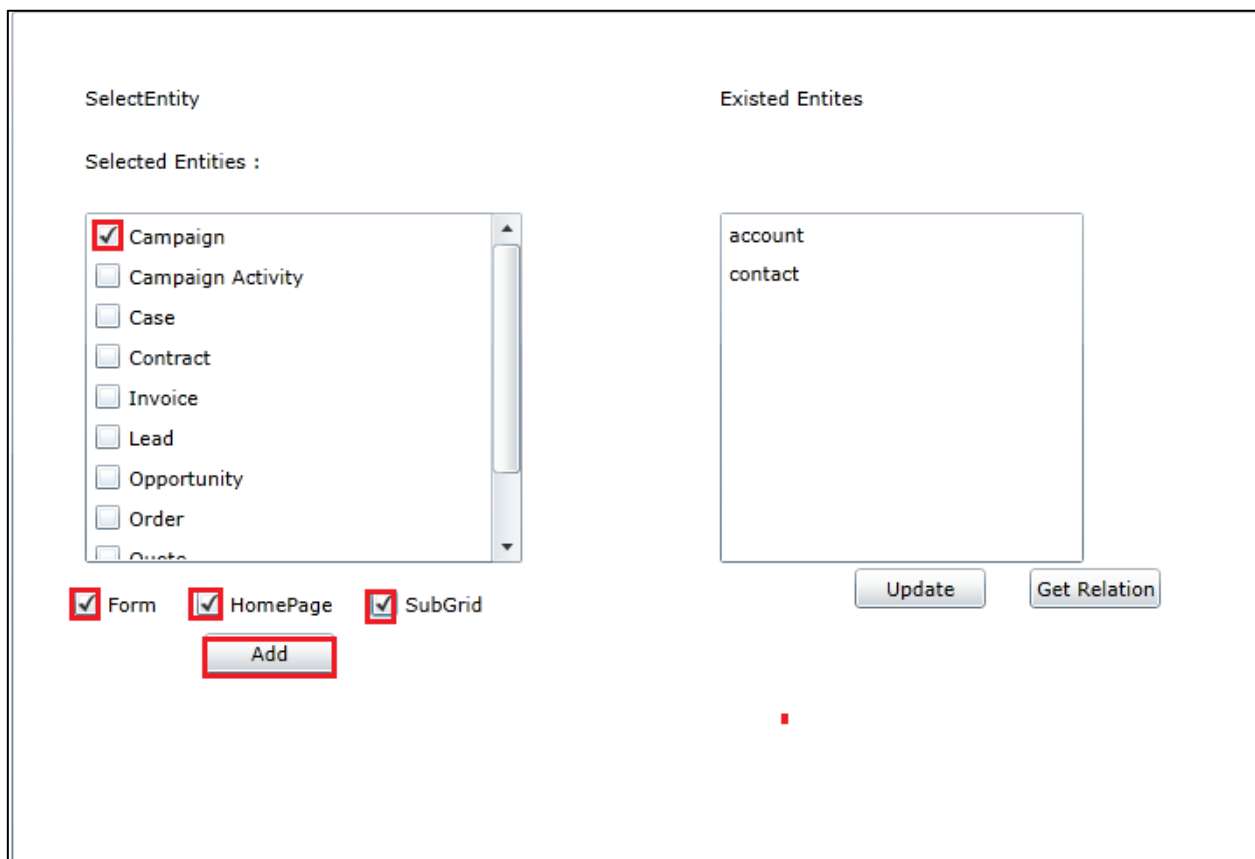 SelectEntity
Existed Entites
Selected Entities :
Campaign
Campaign Activity
Case
Contract
Invoice
Lead
Opportunity
Order
Quote
account
contact
Form
HomePage
SubGrid
Add
Update
Get Relation